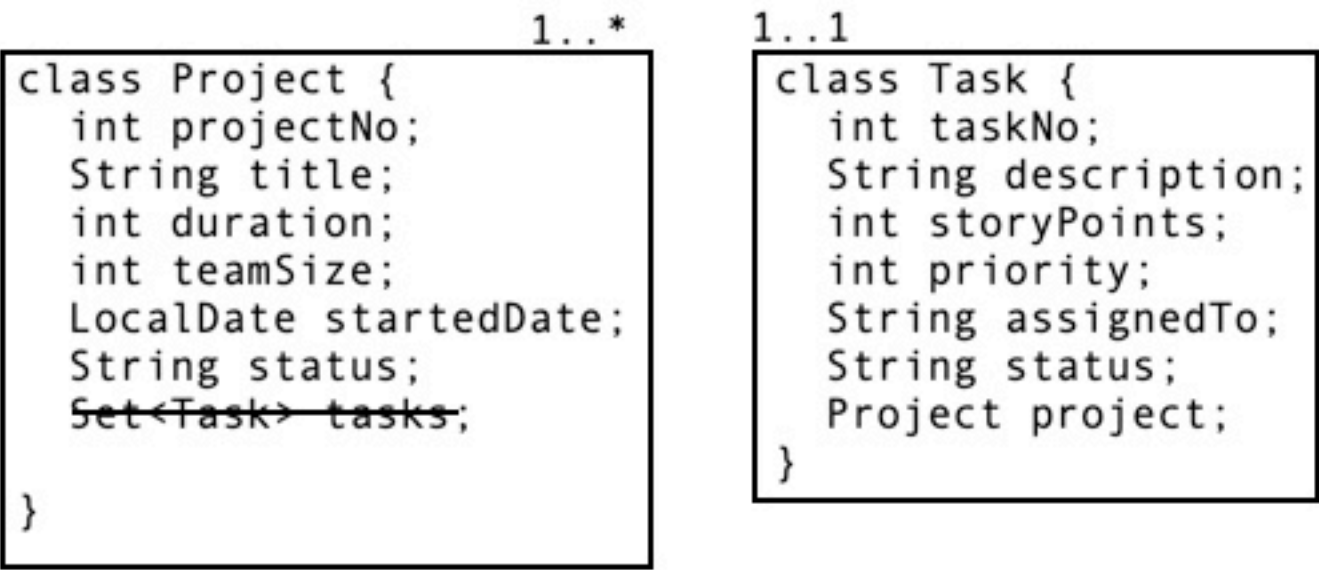 1..*
class Project {
int projectNo;
String title;
int duration;
int teamSize;
LocalDate startedDate;
String status;
Set<Task> tasks;
}
1..1
class Task {
int taskNo;
String description;
int storyPoints;
int priority;
String assignedTo;
String status;
Project project;
}